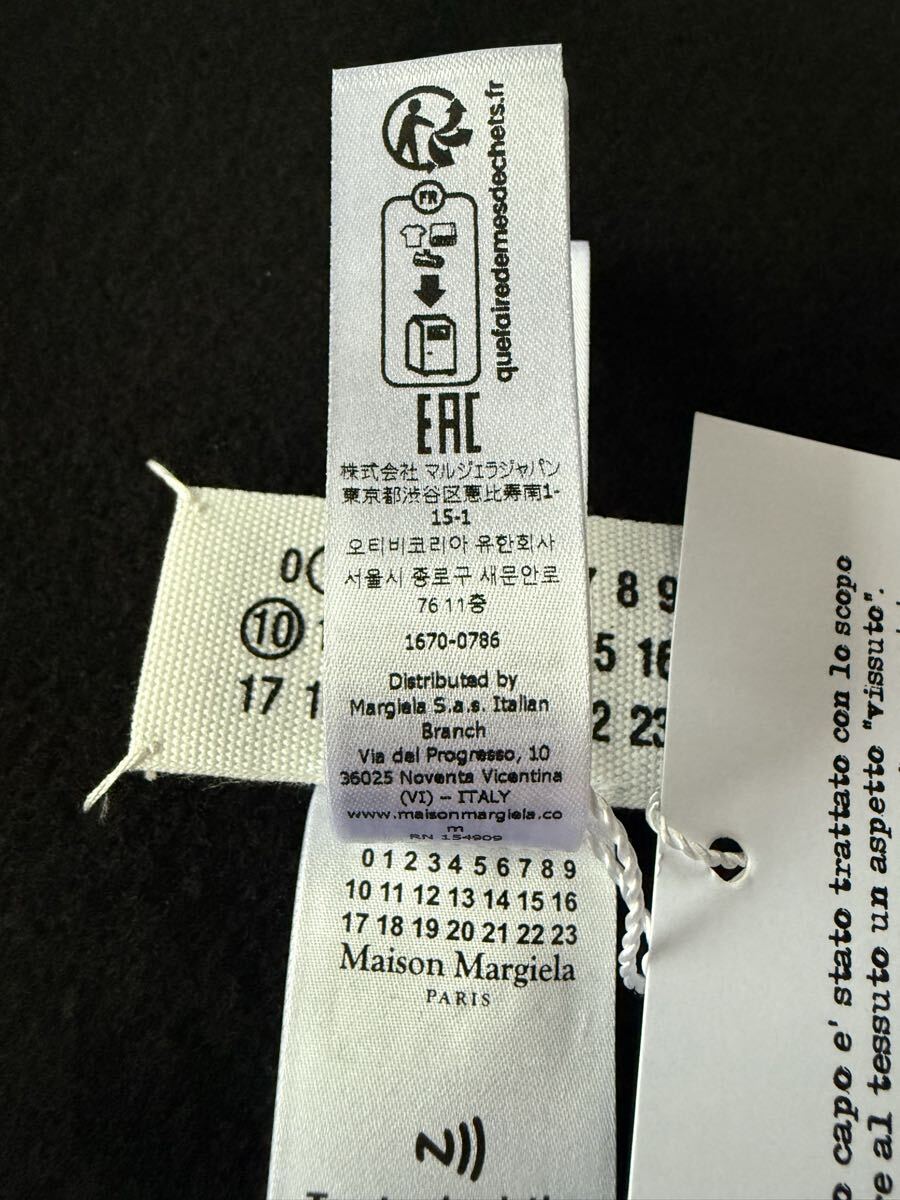 quefairedemesdechets.fr
FR
EAC
株式会社 マルジェラジャパン
東京都渋谷区恵比寿南1-
15-1
오티비코리아 유한회사
서울시 종로구 새문안로
76 11층
1670-0786
Distributed by
Margiela S.a.s. Italian
Branch
Via del Progresso, 10
36025 Noventa Vicentina
(VI) – ITALY
www.maisonmargiela.co
m
RN 154909
0 8 9
10 15 16
17 22 23
0 1 2 3 4 5 6 7 8 9
10 11 12 13 14 15 16
17 18 19 20 21 22 23
Maison Margiela
PARIS
capo e' stato trattato con lo scopo
al tessuto un aspetto "vissuto".